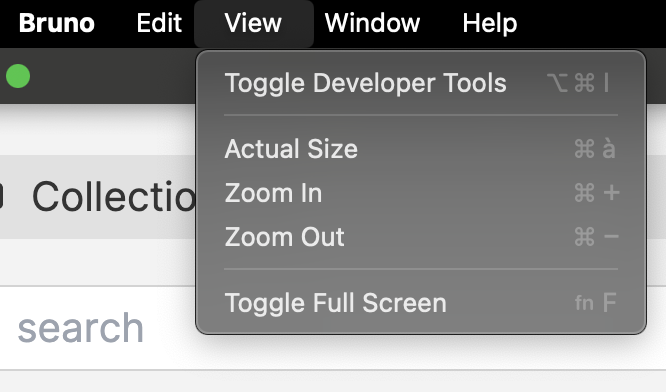 Bruno Edit View Window Help
Toggle Developer Tools ⌥⌘I
Collectio
Actual Size ⌘à
Zoom In ⌘+
Zoom Out ⌘−
Toggle Full Screen fn F
search